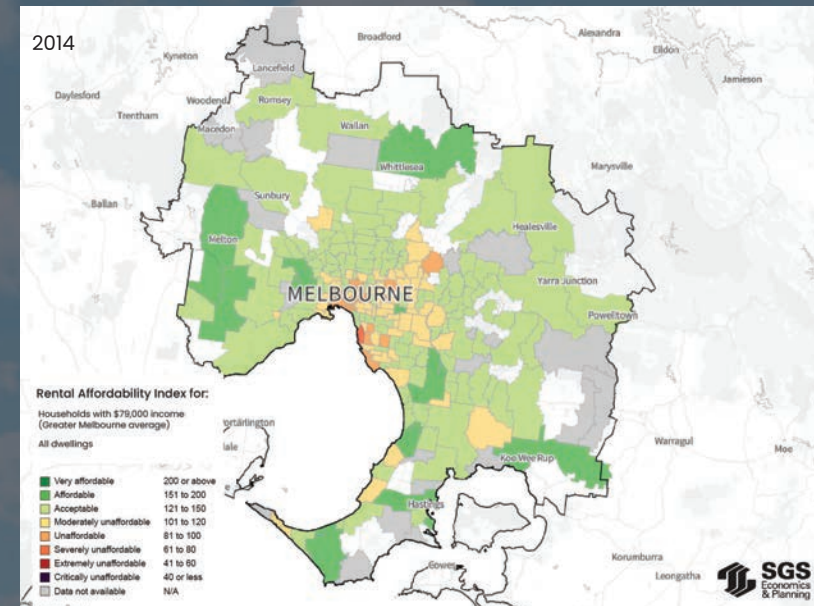 2014
Broadford
Alexandra
Eildon
Kyneton
Lancefield
Jamieson
Daylesford
Woodend
Romsey
Trentham
Macedon
Wallan
Whittlesea
Marysville
Sunbury
Ballan
Healesville
Melton
Yarra Junction
MELBOURNE
Powelltown
Rental Affordability Index for:
Households with $79,000 income
(Greater Melbourne average)
All dwellings
Very affordable 200 or above
Affordable 151 to 200
Acceptable 121 to 150
Moderately unaffordable 101 to 120
Unaffordable 81 to 100
Severely unaffordable 61 to 80
Extremely unaffordable 41 to 60
Critically unaffordable 40 or less
Data not available N/A
Warragul
Moe
Koo Wee Rup
Hastings
Cowes
Korumburra
Leongatha
SGS
Economics
& Planning